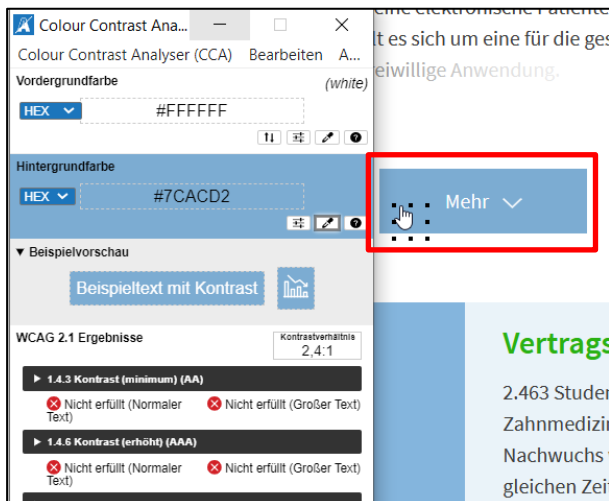 Colour Contrast Ana...
Colour Contrast Analyser (CCA) Bearbeiten A...
Vordergrundfarbe
(white)
HEX
#FFFFFF
Hintergrundfarbe
HEX
#7CACD2
Beispielvorschau
Beispieltext mit Kontrast
WCAG 2.1 Ergebnisse
Kontrastverhältnis
2,4:1
1.4.3 Kontrast (minimum) (AA)
Nicht erfüllt (Normaler Text)
Nicht erfüllt (Großer Text)
1.4.6 Kontrast (erhöht) (AAA)
Nicht erfüllt (Normaler Text)
Nicht erfüllt (Großer Text)
lt es sich um eine für die ges
eiwillige Anwendung.
Mehr
Vertrags
2.463 Studen
Zahnmedizin
Nachwuchs
gleichen Zeit